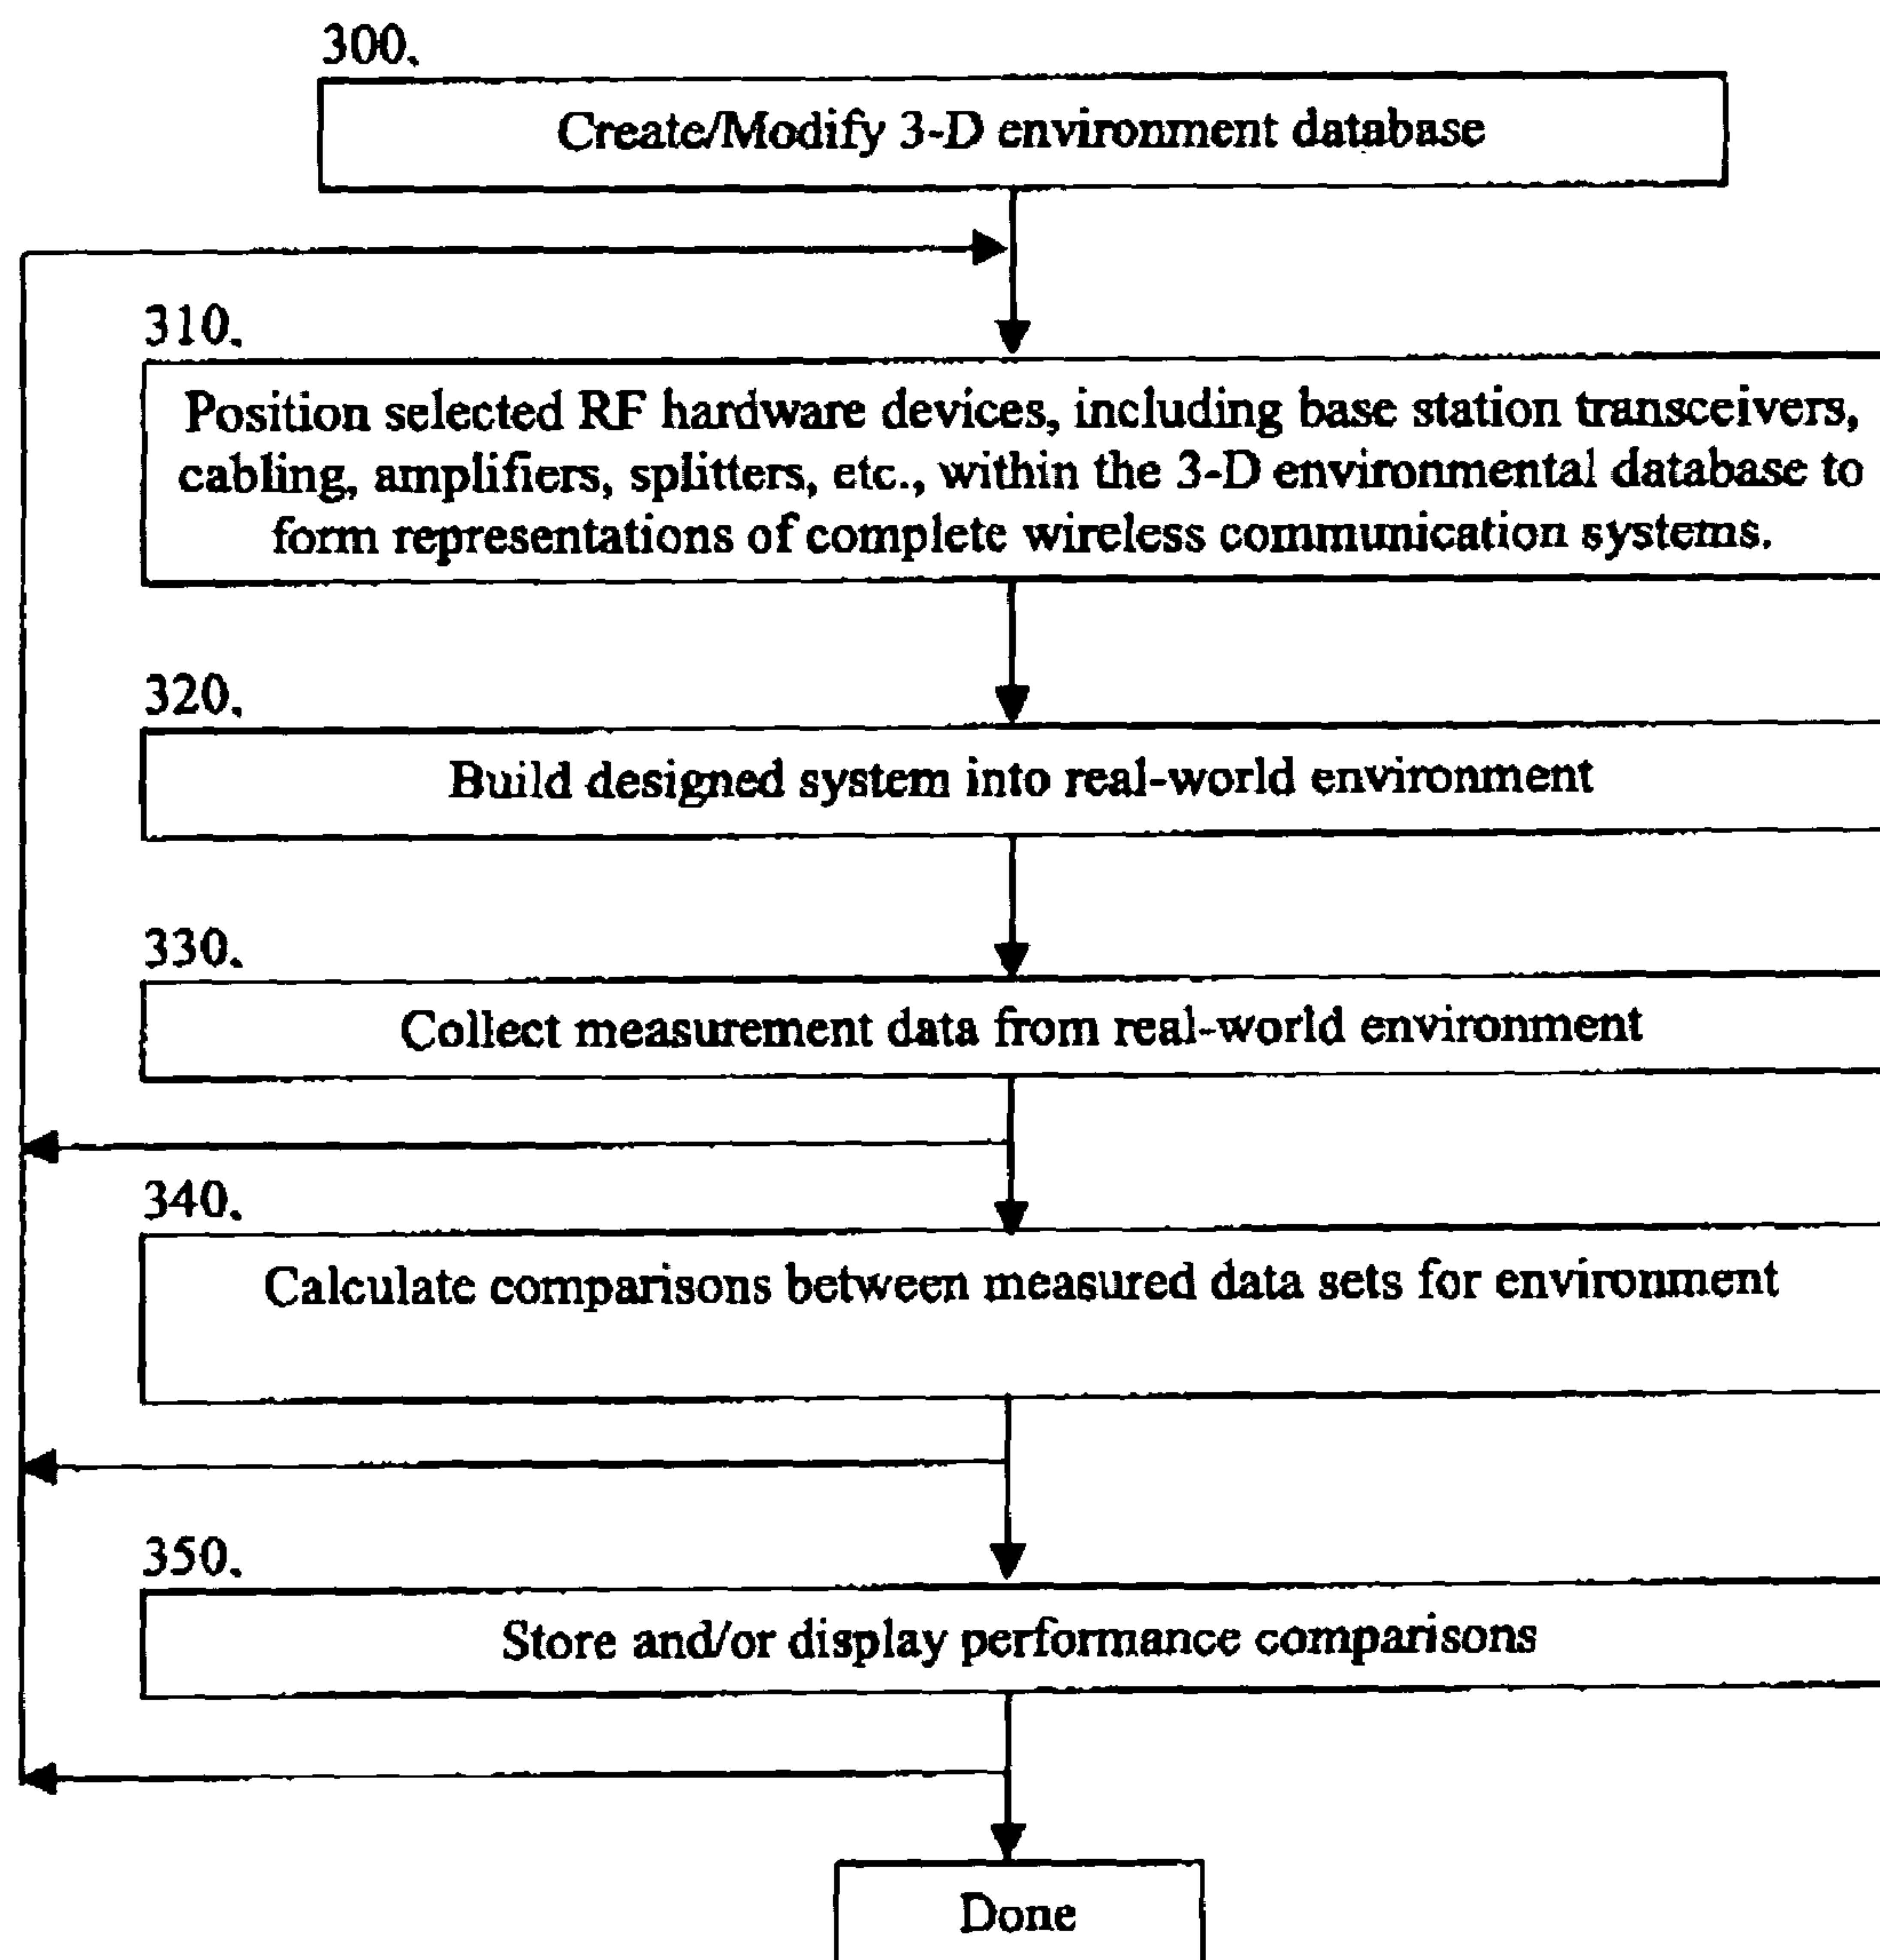 300.
Create/Modify 3-D environment database
310.
Position selected RF hardware devices, including base station transceivers,
cabling, amplifiers, splitters, etc., within the 3-D environmental database to
form representations of complete wireless communication systems.
320.
Build designed system into real-world environment
330.
Collect measurement data from real-world environment
340.
Calculate comparisons between measured data sets for environment
350.
Store and/or display performance comparisons
Done